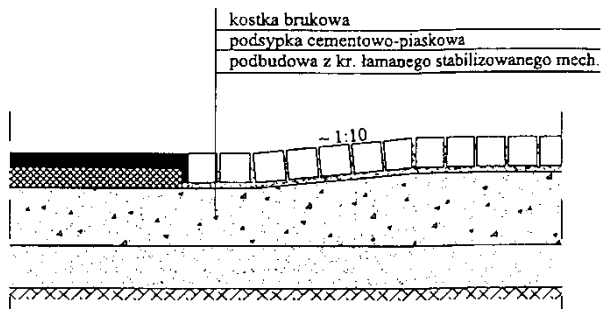 kostka brukowa
podsypka cementowo-piaskowa
podbudowa z kr. łamanego stabilizowanego mech.
~ 1:10